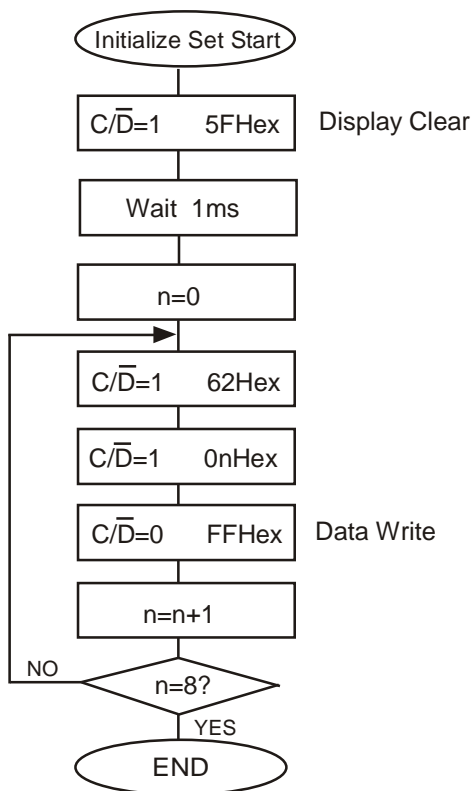 Initialize Set Start
C/D̅=1 5FHex Display Clear
Wait 1ms
n=0
C/D̅=1 62Hex
C/D̅=1 0nHex
C/D̅=0 FFHex Data Write
n=n+1
NO n=8?
YES
END